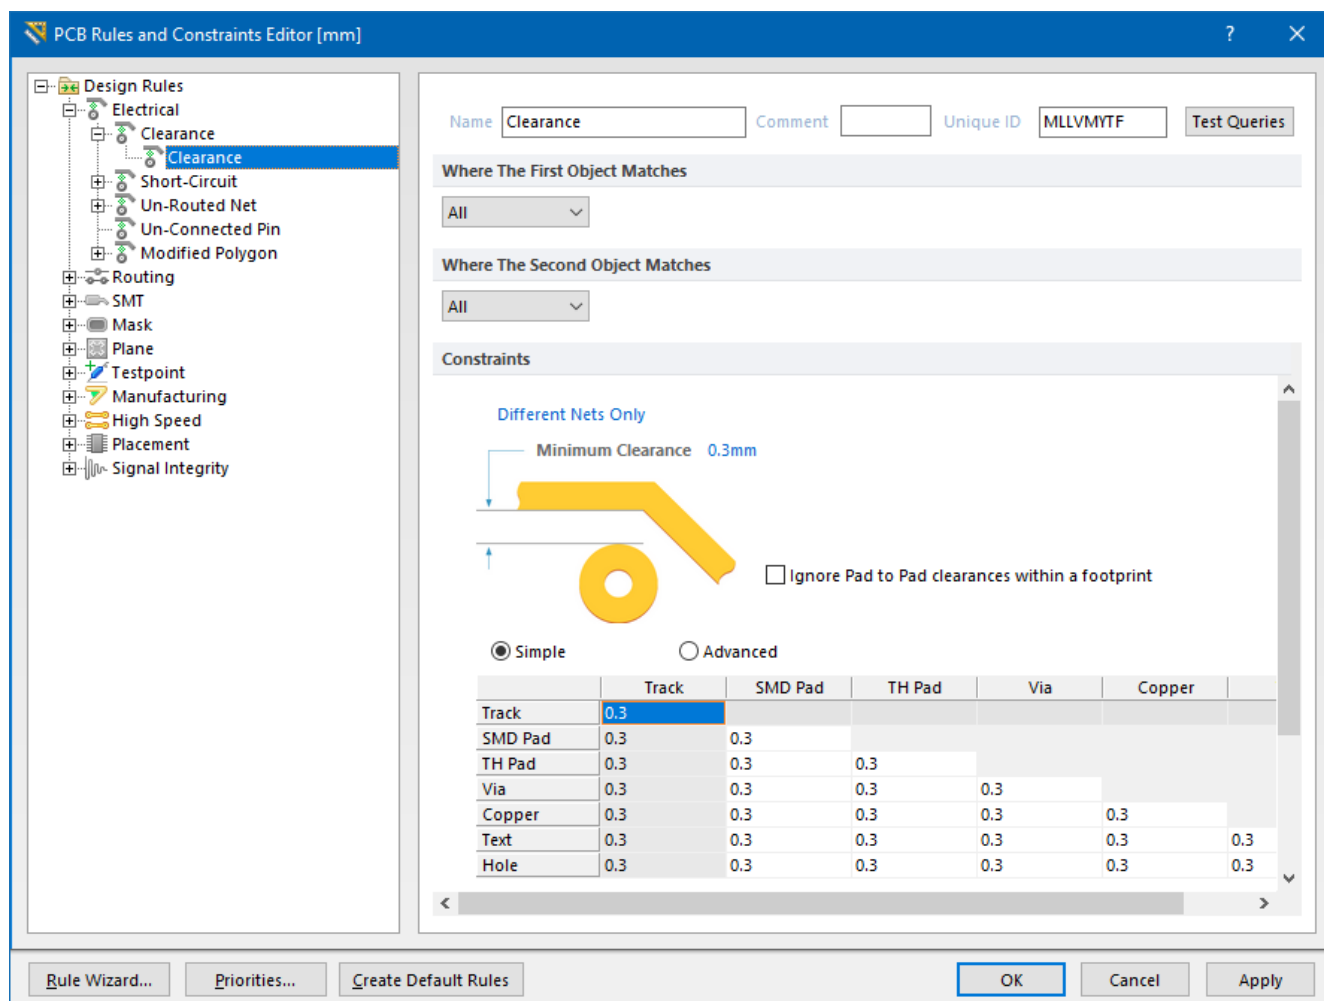 PCB Rules and Constraints Editor [mm]
?
Design Rules
Electrical
Clearance
Clearance
Short-Circuit
Un-Routed Net
Un-Connected Pin
Modified Polygon
Routing
SMT
Mask
Plane
Testpoint
Manufacturing
High Speed
Placement
Signal Integrity
Name Clearance Comment Unique ID MLLVMYTF Test Queries
Where The First Object Matches
All
Where The Second Object Matches
All
Constraints
Different Nets Only
Minimum Clearance 0.3mm
Ignore Pad to Pad clearances within a footprint
Simple Advanced
Track SMD Pad TH Pad Via Copper
Track 0.3
SMD Pad 0.3 0.3
TH Pad 0.3 0.3 0.3
Via 0.3 0.3 0.3 0.3
Copper 0.3 0.3 0.3 0.3 0.3
Text 0.3 0.3 0.3 0.3 0.3 0.3
Hole 0.3 0.3 0.3 0.3 0.3 0.3
Rule Wizard... Priorities... Create Default Rules OK Cancel Apply